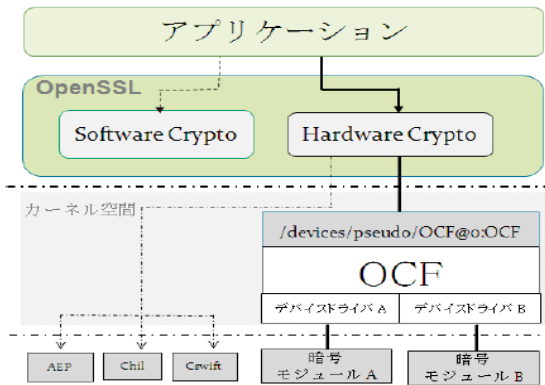 アプリケーション
OpenSSL
Software Crypto
Hardware Crypto
カーネル空間
/devices/pseudo/OCF@0:OCF
OCF
デバイスドライバ A
デバイスドライバ B
AEP
Chil
Cswift
暗号
モジュール A
暗号
モジュール B